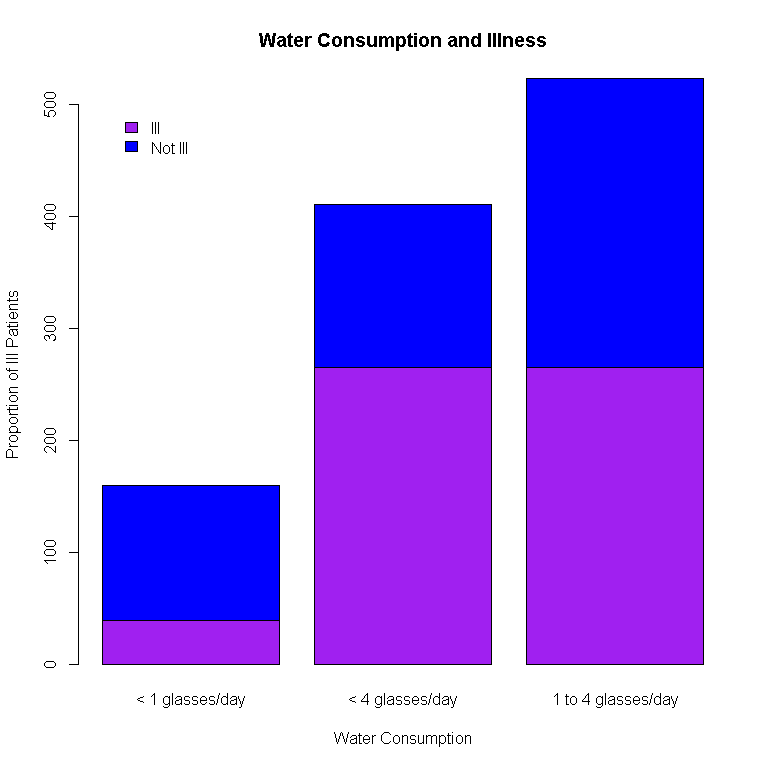 Water Consumption and Illness
Ill
Not Ill
500
400
300
200
100
0
Proportion of Ill Patients
< 1 glasses/day
< 4 glasses/day
1 to 4 glasses/day
Water Consumption